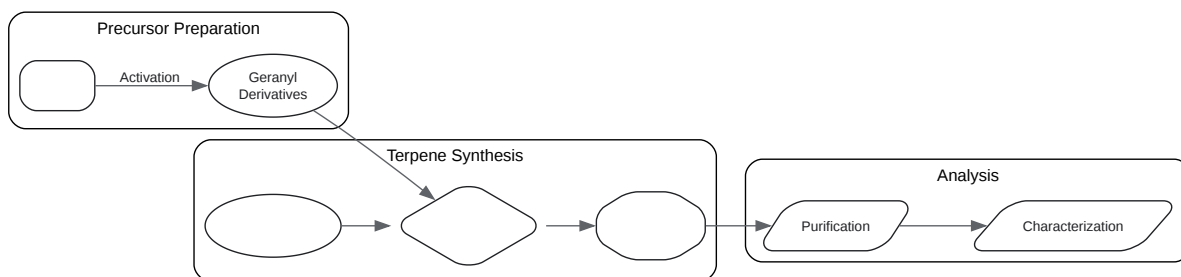 Precursor Preparation
Activation
Geranyl
Derivatives
Terpene Synthesis
Analysis
Purification
Characterization